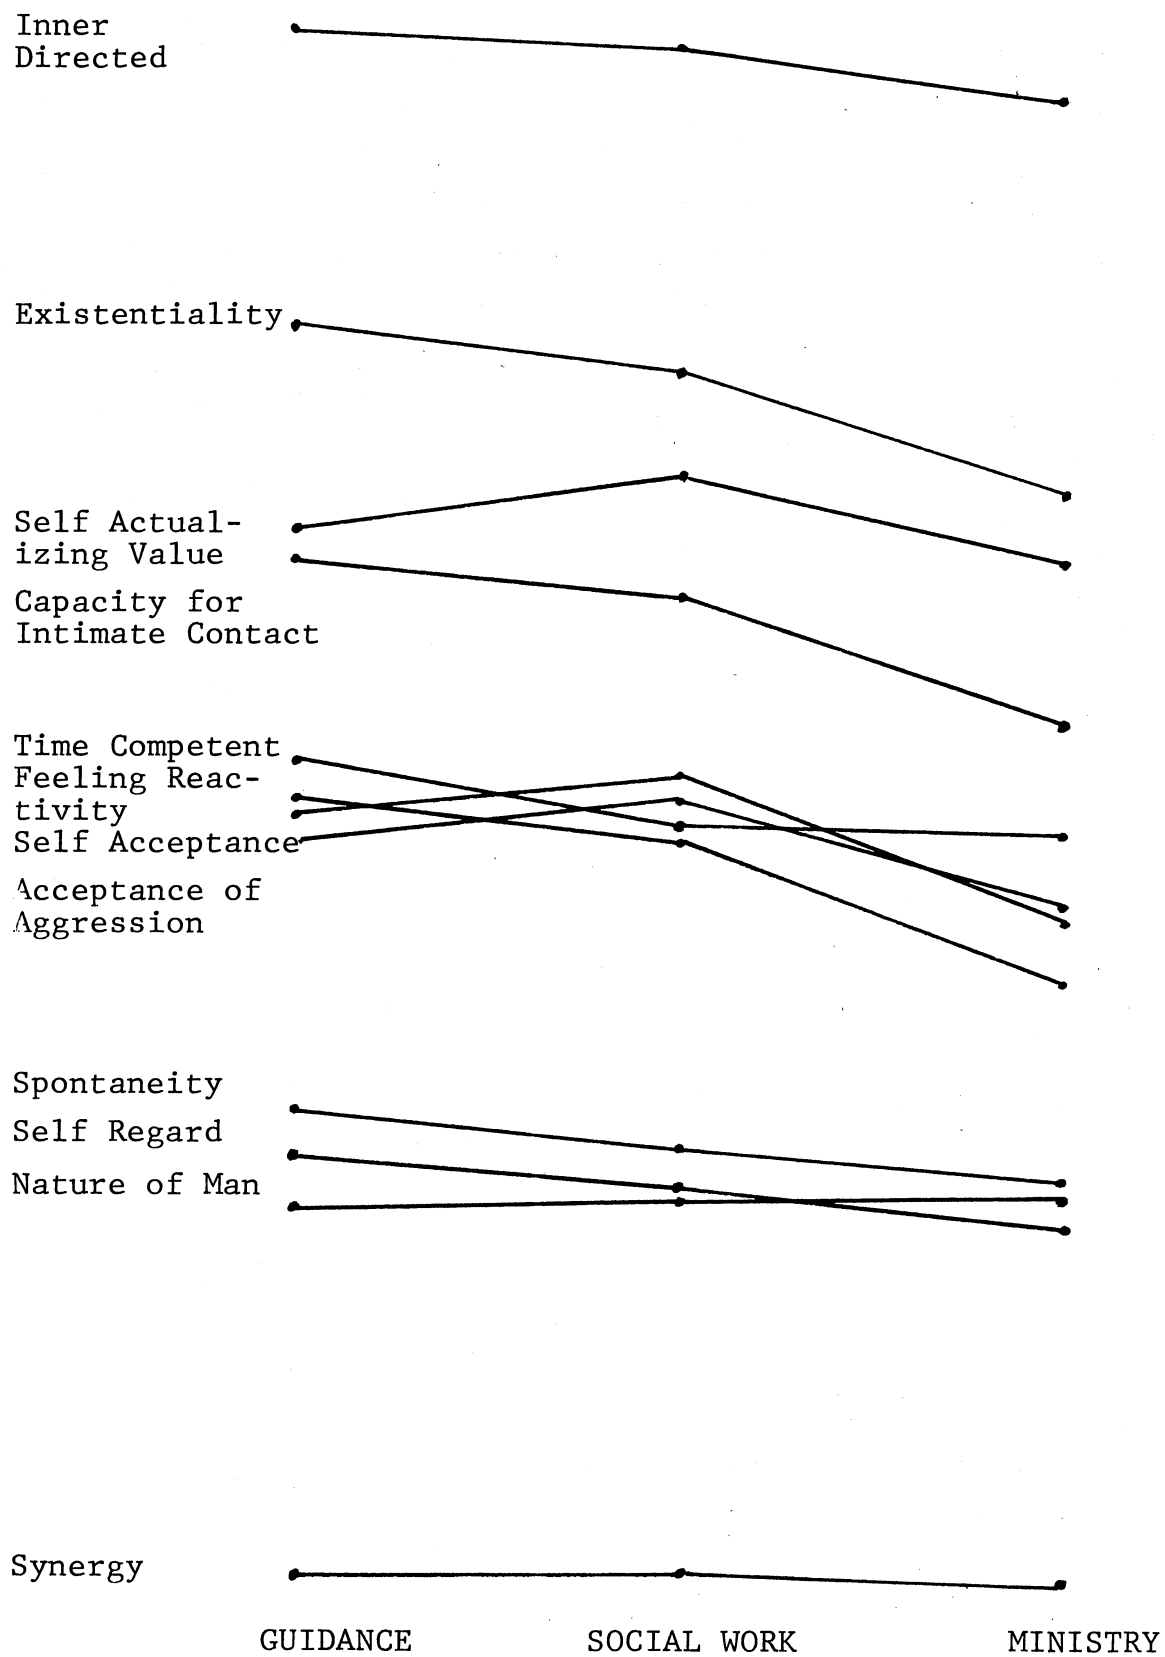 Inner
Directed
Existentiality
Self Actual-
izing Value
Capacity for
Intimate Contact
Time Competent
Feeling Reac-
tivity
Self Acceptance
Acceptance of
Aggression
Spontaneity
Self Regard
Nature of Man
Synergy
GUIDANCE SOCIAL WORK MINISTRY